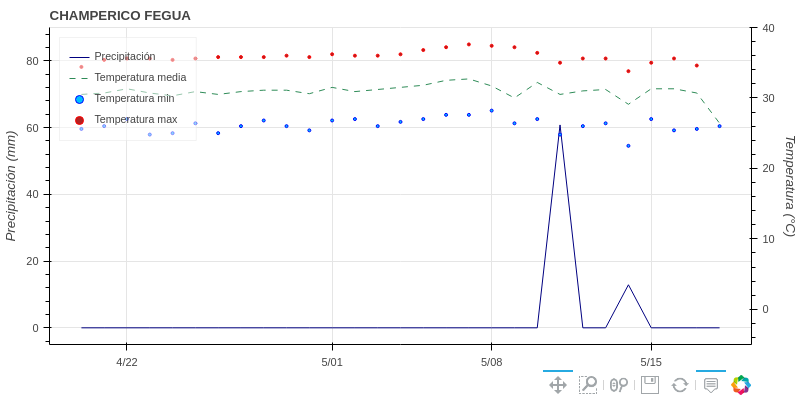 CHAMPERICO FEGUA
Precipitación
Temperatura media
Temperatura min
Temperatura max
Precipitación (mm)
80
60
40
20
0
Temperatura (°C)
40
30
20
10
0
4/22
5/01
5/08
5/15